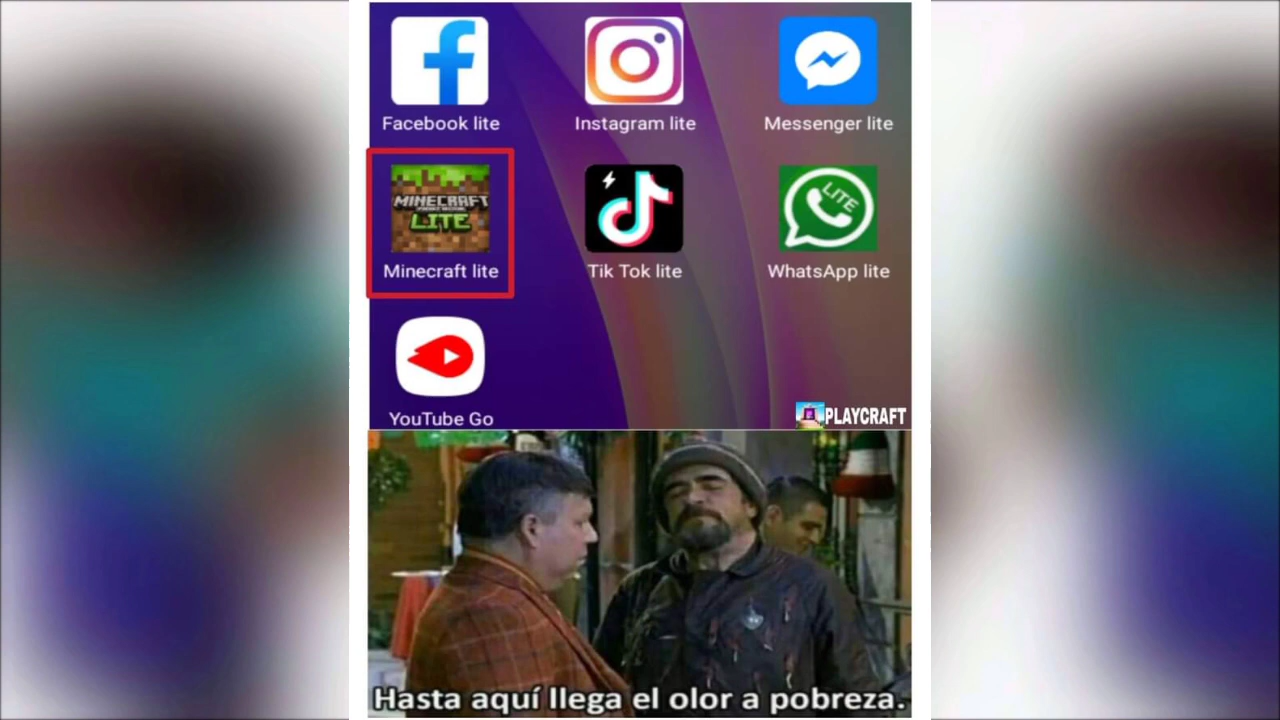 Facebook lite
Instagram lite
Messenger lite
MINECRAFT
LITE
LITE
Minecraft lite
Tik Tok lite
WhatsApp lite
YouTube Go
PLAYCRAFT
Hasta aquí llega el olor a pobreza.